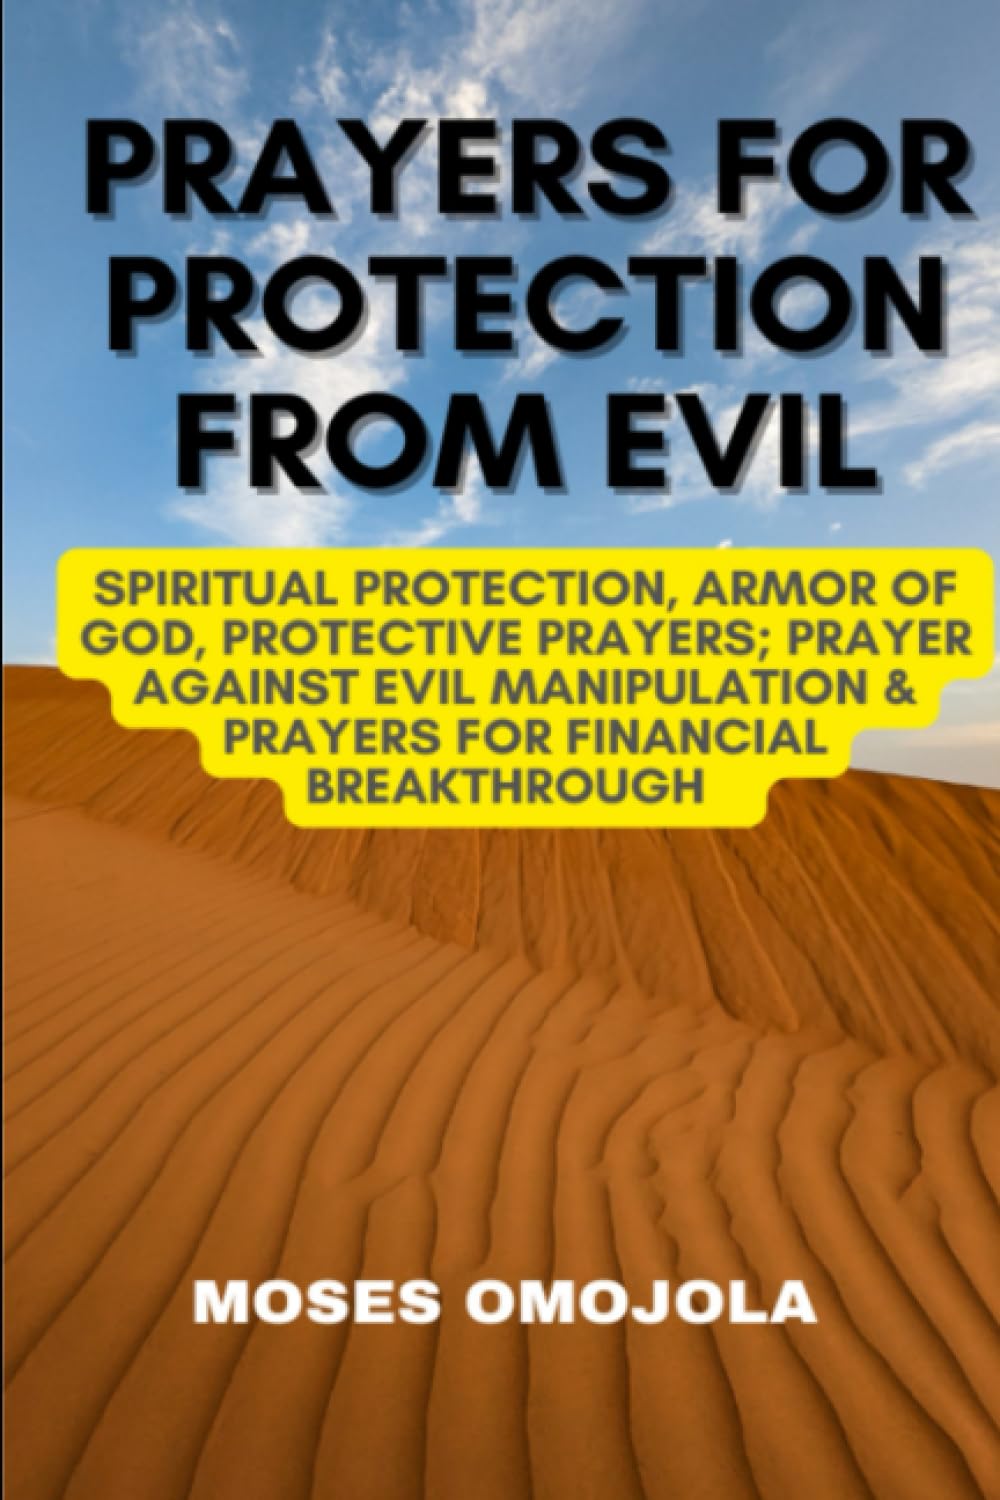 PRAYERS FOR
PROTECTION
FROM EVIL
SPIRITUAL PROTECTION, ARMOR OF
GOD, PROTECTIVE PRAYERS; PRAYER
AGAINST EVIL MANIPULATION &
PRAYERS FOR FINANCIAL
BREAKTHROUGH
MOSES OMOJOLA